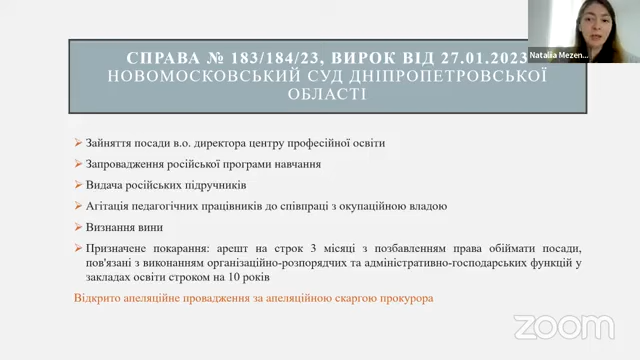 Natalia Mezen...
СПРАВА № 183/184/23, ВИРОК ВІД 27.01.2023
НОВОМОСКОВСЬКИЙ СУД ДНІПРОПЕТРОВСЬКОЇ
ОБЛАСТІ
Зайняття посади в.о. директора центру професійної освіти
Запровадження російської програми навчання
Видача російських підручників
Агітація педагогічних працівників до співпраці з окупаційною владою
Визнання вини
Призначене покарання: арешт на строк 3 місяці з позбавленням права обіймати посади,
пов'язані з виконанням організаційно-розпорядчих та адміністративно-господарських функцій у
закладах освіти строком на 10 років
Відкрито апеляційне провадження за апеляційною скаргою прокурора
zoom